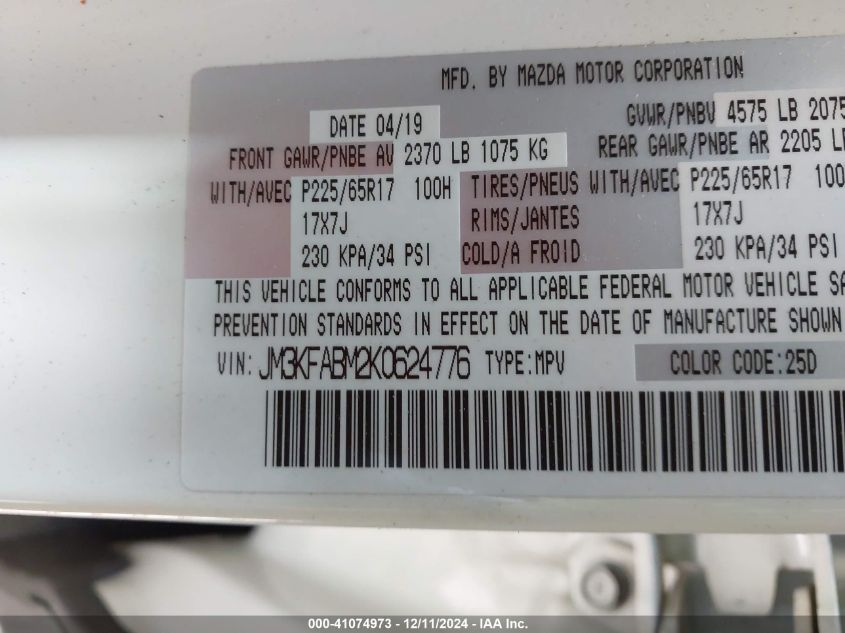 MFD. BY MAZDA MOTOR CORPORATION
DATE 04/19 GVWR/PNBV 4575 LB 2075
FRONT GAWR/PNBE AV 2370 LB 1075 KG REAR GAWR/PNBE AR 2205 LB
WITH/AVEC P225/65R17 100H TIRES/PNEUS WITH/AVEC P225/65R17 100
17X7J RIMS/JANTES 17X7J
230 KPA/34 PSI COLD/A FROID 230 KPA/34 PSI
THIS VEHICLE CONFORMS TO ALL APPLICABLE FEDERAL MOTOR VEHICLE SA
PREVENTION STANDARDS IN EFFECT ON THE DATE OF MANUFACTURE SHOWN
VIN: JM3KFABM2K0624776 TYPE:MPV COLOR CODE:25D
000-41074973 - 12/11/2024 - IAA Inc.